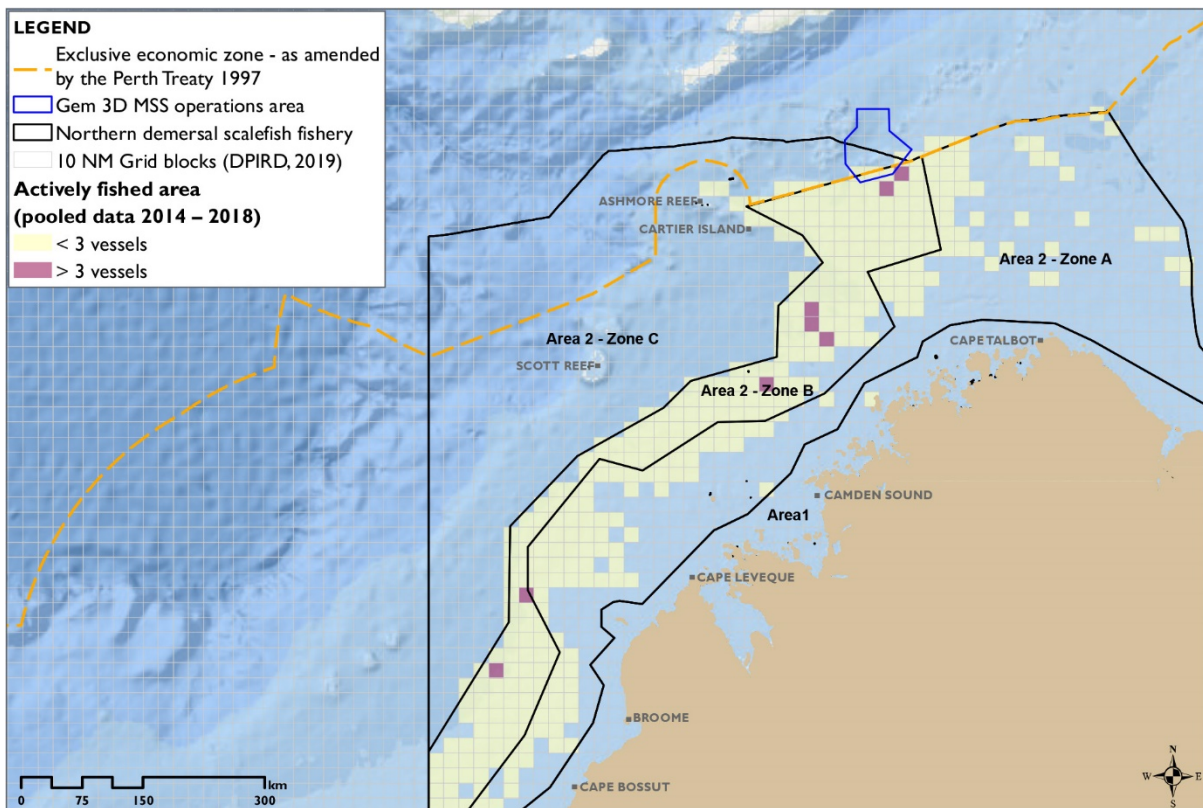 LEGEND
Exclusive economic zone - as amended
by the Perth Treaty 1997
Gem 3D MSS operations area
Northern demersal scalefish fishery
10 NM Grid blocks (DPIRD, 2019)
Actively fished area
(pooled data 2014 – 2018)
< 3 vessels
> 3 vessels
ASHMORE REEF
CARTIER ISLAND
Area 2 - Zone A
Area 2 - Zone C
CAPE TALBOT
SCOTT REEF
Area 2 - Zone B
CAMDEN SOUND
Area1
CAPE LEVEQUE
BROOME
CAPE BOSSUT
km
0 75 150 300
N
W E
S